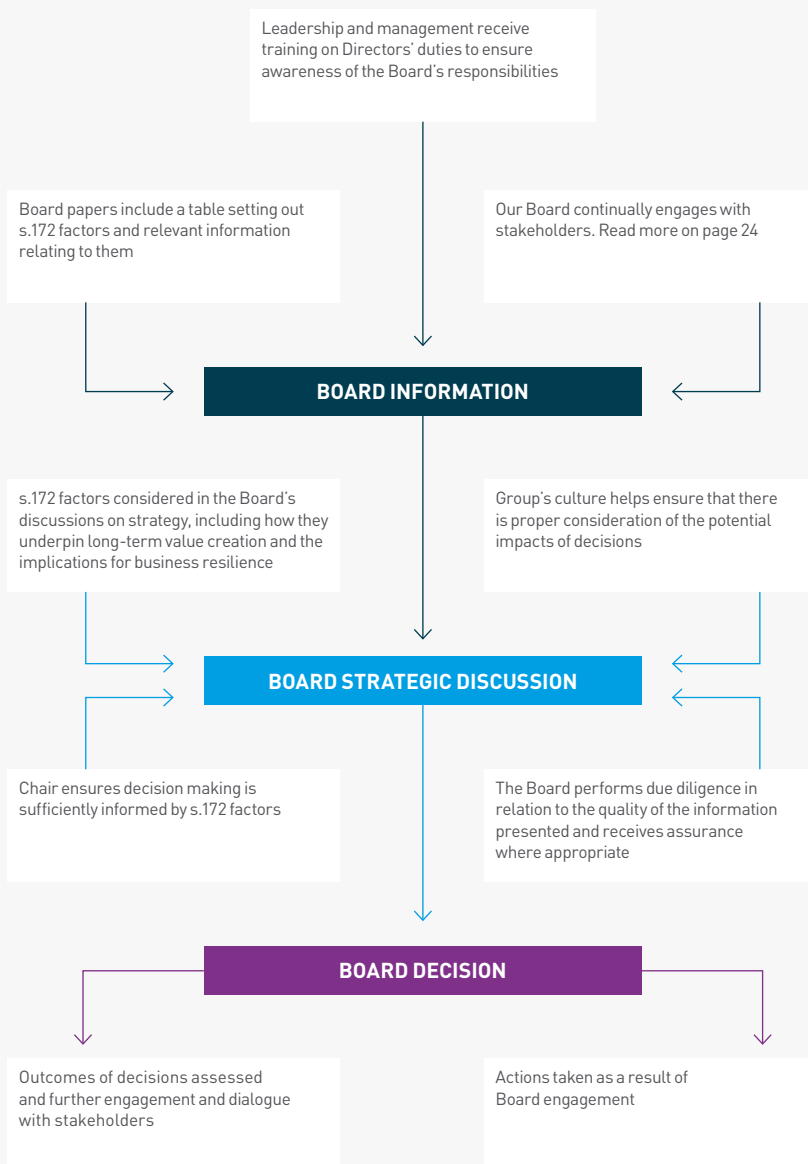 Leadership and management receive
training on Directors’ duties to ensure
awareness of the Board’s responsibilities
Board papers include a table setting out
s.172 factors and relevant information
relating to them
Our Board continually engages with
stakeholders. Read more on page 24
BOARD INFORMATION
s.172 factors considered in the Board’s
discussions on strategy, including how they
underpin long-term value creation and the
implications for business resilience
Group’s culture helps ensure that there
is proper consideration of the potential
impacts of decisions
BOARD STRATEGIC DISCUSSION
Chair ensures decision making is
sufficiently informed by s.172 factors
The Board performs due diligence in
relation to the quality of the information
presented and receives assurance
where appropriate
BOARD DECISION
Outcomes of decisions assessed
and further engagement and dialogue
with stakeholders
Actions taken as a result of
Board engagement